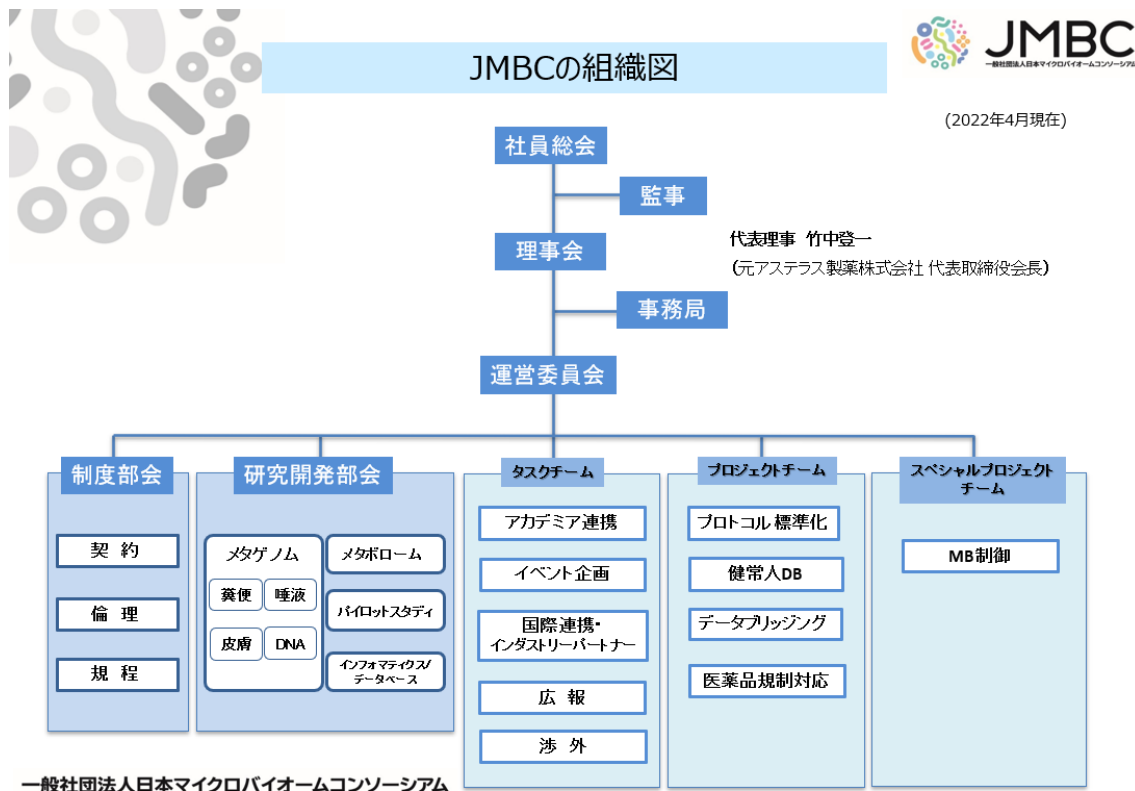 JMBCの組織図
JMBC
一般社団法人日本マイクロバイオームコンソーシアム
(2022年4月現在)
社員総会
監事
理事会
代表理事 竹中登一
(元アステラス製薬株式会社 代表取締役会長)
事務局
運営委員会
制度部会
契 約
倫 理
規 程
研究開発部会
メタゲノム
糞便
唾液
皮膚
DNA
メタボローム
パイロットスタディ
インフォマティクス/
データベース
タスクチーム
アカデミア連携
イベント企画
国際連携・
インダストリーパートナー
広 報
渉 外
プロジェクトチーム
プロトコル 標準化
健常人DB
データブリッジング
医薬品規制対応
スペシャルプロジェクト
チーム
MB制御
一般社団法人日本マイクロバイオームコンソーシアム